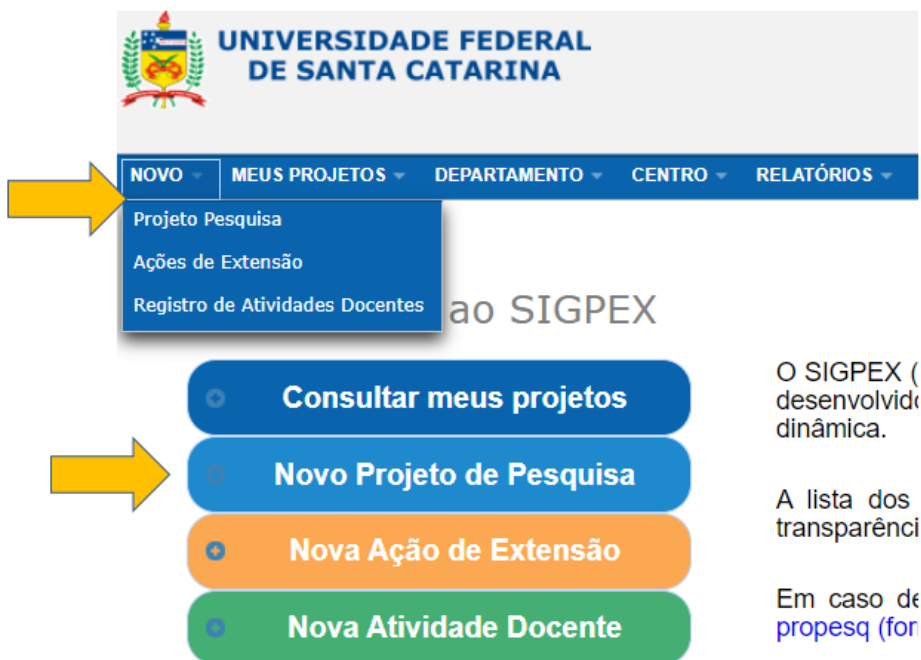 UNIVERSIDADE FEDERAL
DE SANTA CATARINA
NOVO MEUS PROJETOS DEPARTAMENTO CENTRO RELATÓRIOS
Projeto Pesquisa
Ações de Extensão
Registro de Atividades Docentes
ao SIGPEX
Consultar meus projetos
Novo Projeto de Pesquisa
Nova Ação de Extensão
Nova Atividade Docente
O SIGPEX (
desenvolvido
dinâmica.
A lista dos
transparênci
Em caso de
propesq (for